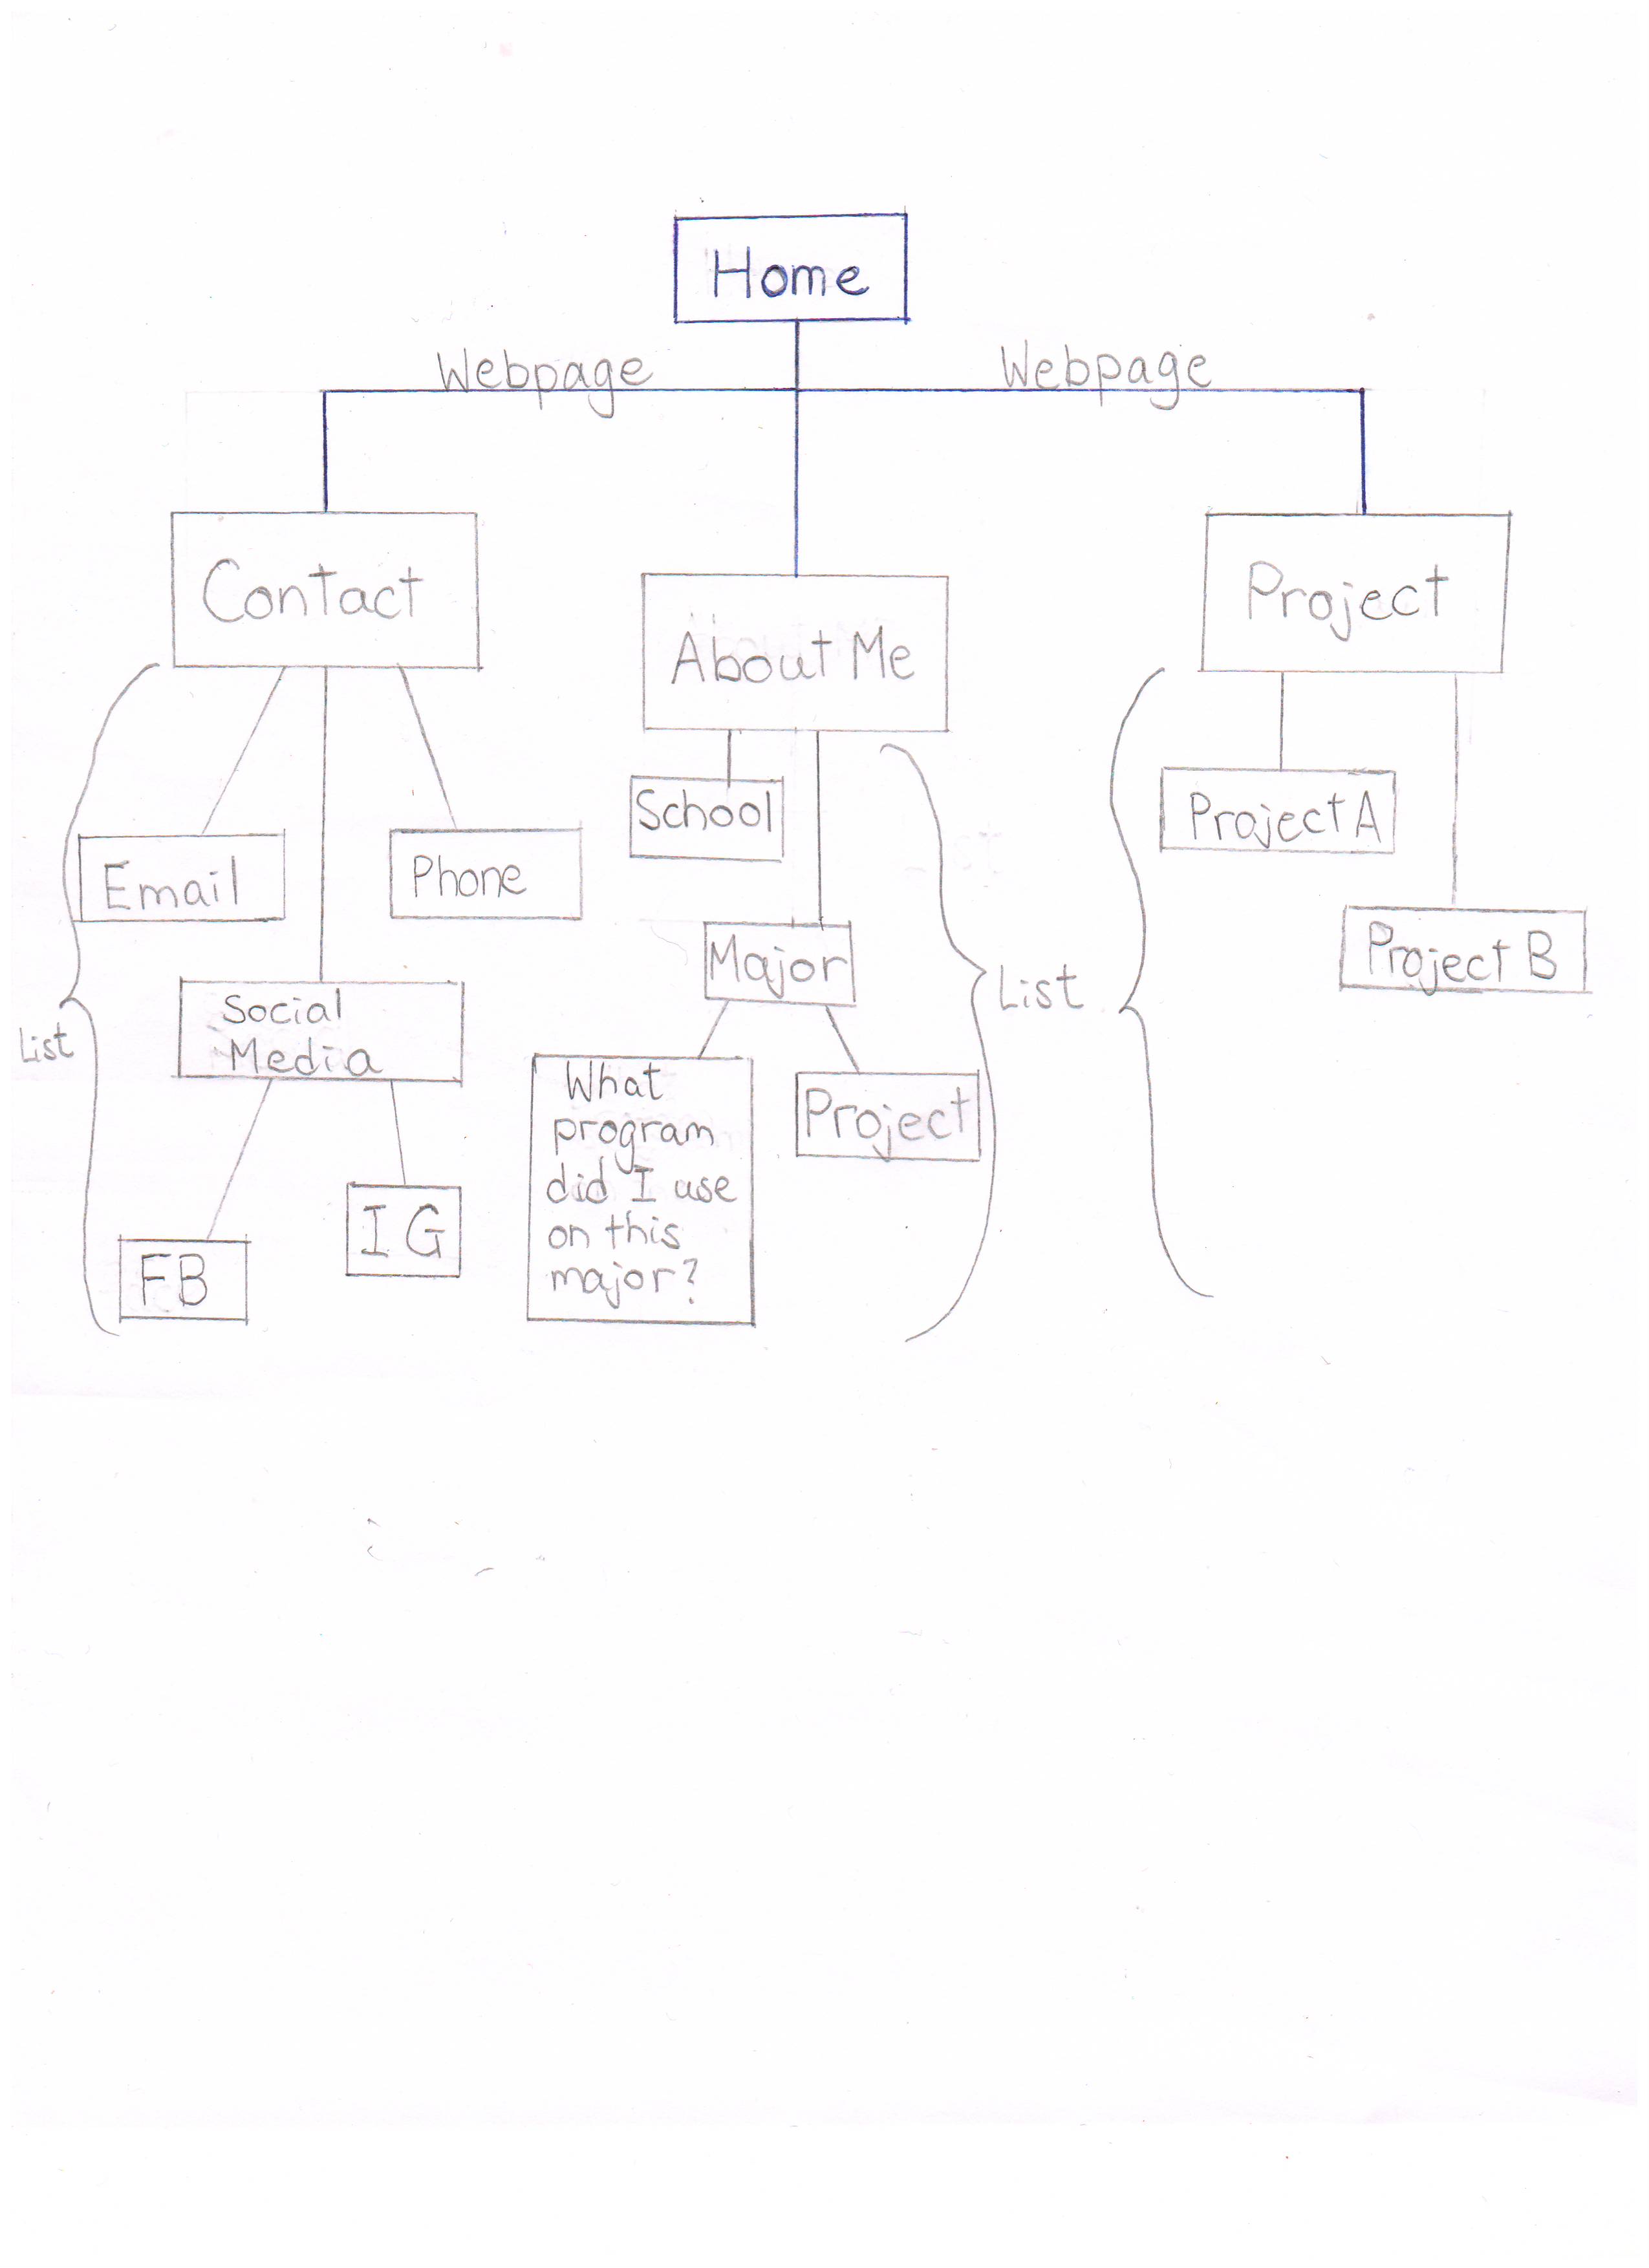 Home
Webpage
Webpage
Contact
About Me
Project
School
Project A
Email
Phone
Major
Project B
List
List
Social
Media
What
program
did I use
on this
major?
Project
FB
IG